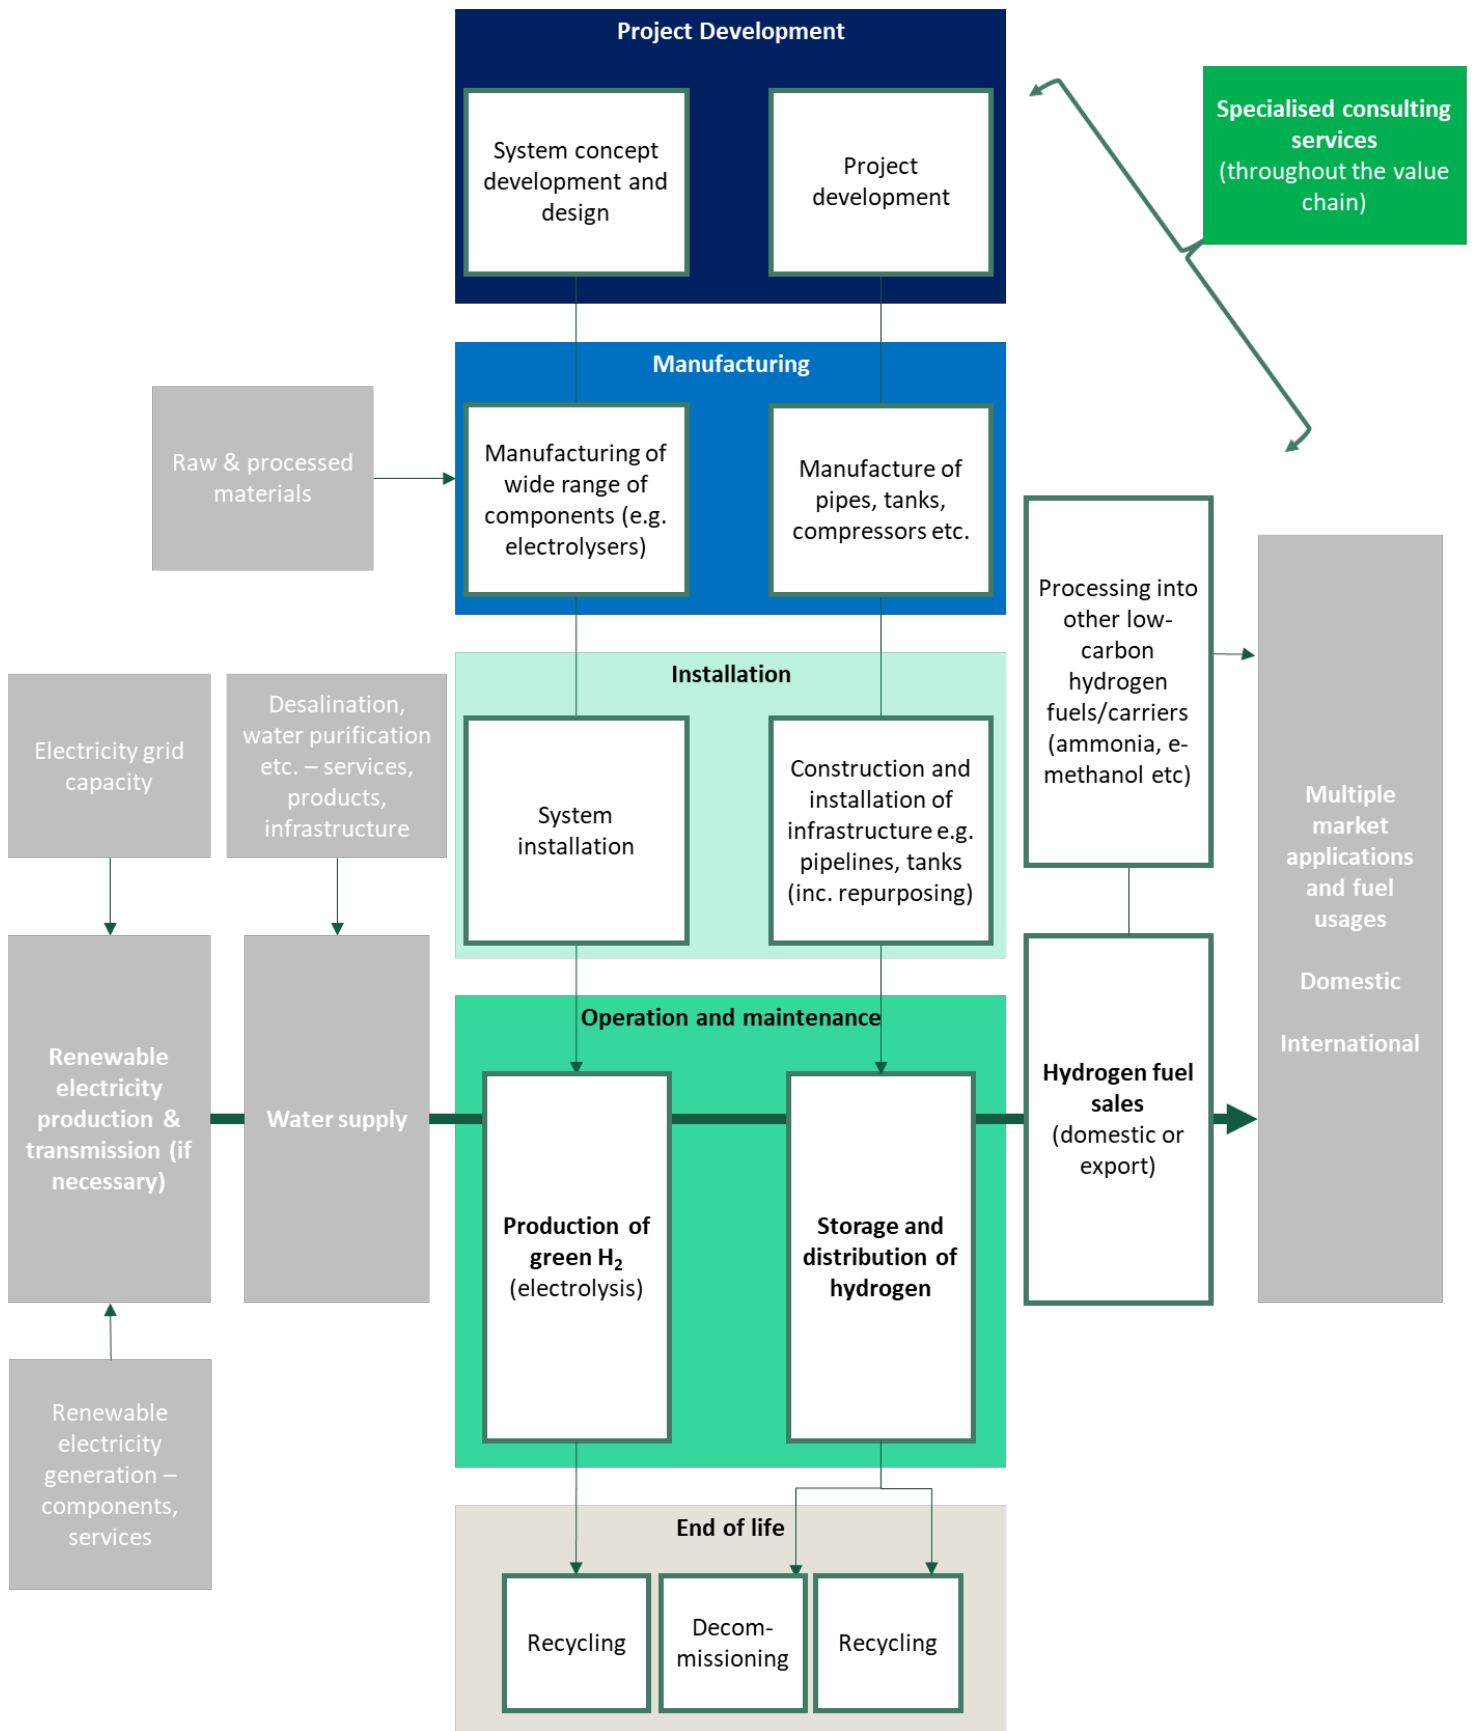 Project Development
System concept
development and
design
Project
development
Specialised consulting
services
(throughout the value
chain)
Manufacturing
Raw & processed
materials
Manufacturing of
wide range of
components (e.g.
electrolysers)
Manufacture of
pipes, tanks,
compressors etc.
Processing into
other low-
carbon
hydrogen
fuels/carriers
(ammonia, e-
methanol etc)
Multiple
market
applications
and fuel
usages
Domestic
International
Installation
Electricity grid
capacity
Desalination,
water purification
etc. – services,
products,
infrastructure
System
installation
Construction and
installation of
infrastructure e.g.
pipelines, tanks
(inc. repurposing)
Operation and maintenance
Renewable
electricity
production &
transmission (if
necessary)
Water supply
Production of
green H₂
(electrolysis)
Storage and
distribution of
hydrogen
Hydrogen fuel
sales
(domestic or
export)
Renewable
electricity
generation –
components,
services
End of life
Recycling
Decom-
missioning
Recycling